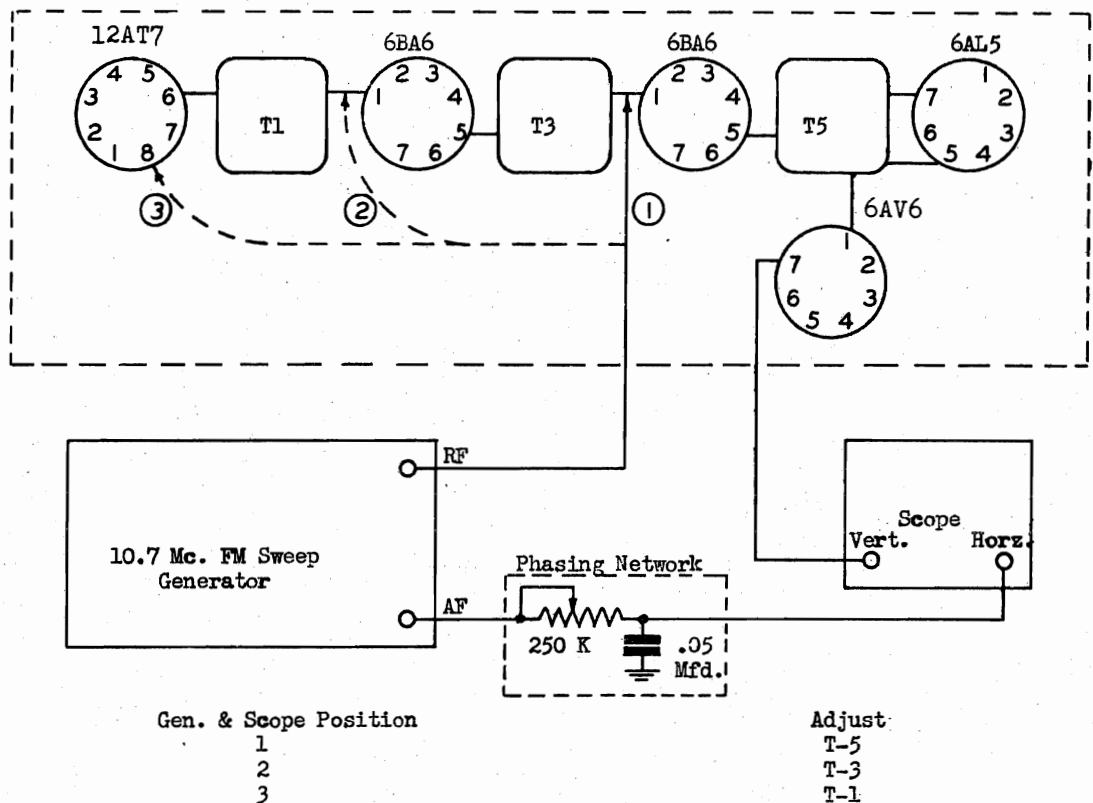 12AT7
6BA6
6BA6
6AL5
4 5
3 6
2 7
1 8
T1
2 3
1 4
5
7 6
T3
2 3
1 4
5
7 6
T5
1
7 2
6 3
5 4
3
2
1
6AV6
1
7 2
6 3
5 4
RF
10.7 Mc. FM Sweep
Generator
AF
Phasing Network
250 K
.05
Mfd.
Scope
Vert. Horz.
Gen. & Scope Position Adjust
1 T-5
2 T-3
3 T-1